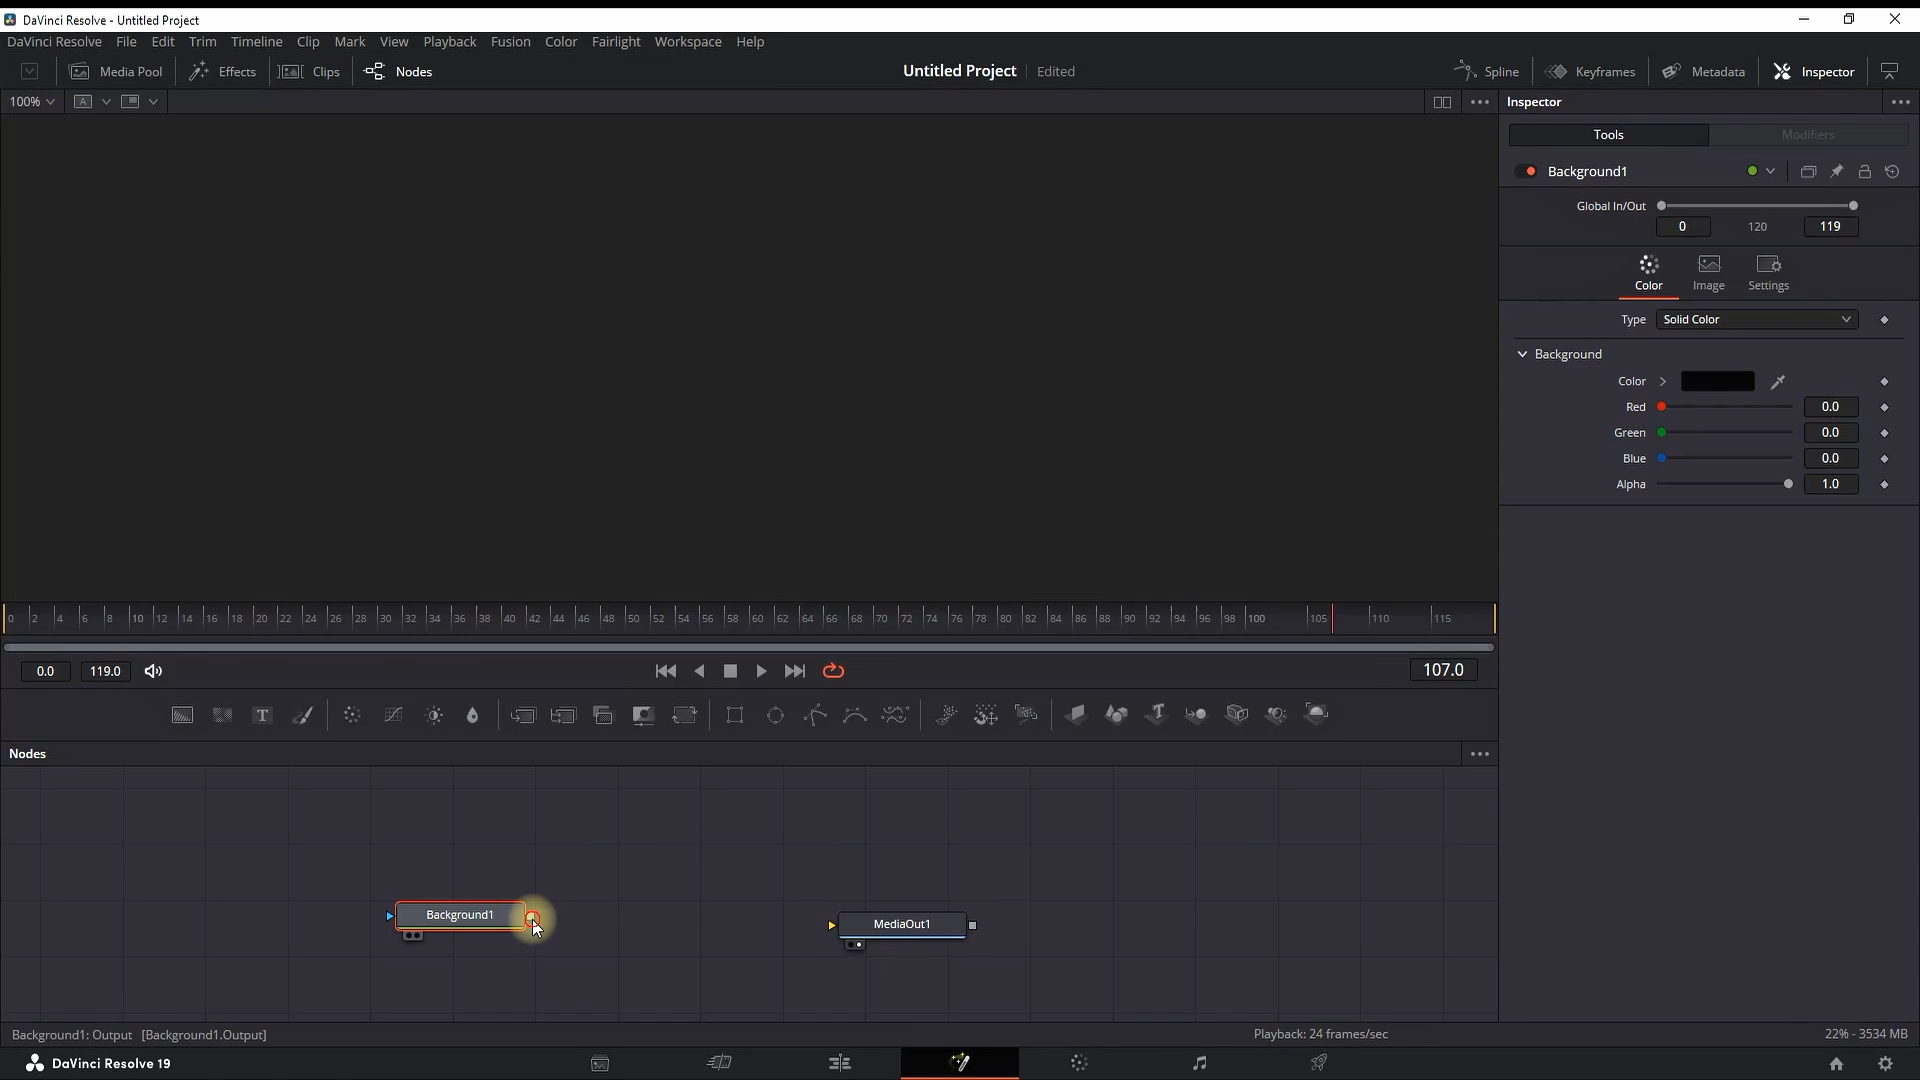 DaVinci Resolve - Untitled Project
DaVinci Resolve File Edit Trim Timeline Clip Mark View Playback Fusion Color Fairlight Workspace Help
Media Pool Effects Clips Nodes Untitled Project Edited Spline Keyframes Metadata Inspector
100% A Inspector
Tools Modifiers
Background1
Global In/Out
0 120 119
Color Image Settings
Type Solid Color
Background
Color
Red 0.0
Green 0.0
Blue 0.0
Alpha 1.0
0 2 4 6 8 10 12 14 16 18 20 22 24 26 28 30 32 34 36 38 40 42 44 46 48 50 52 54 56 58 60 62 64 66 68 70 72 74 76 78 80 82 84 86 88 90 92 94 96 98 100 105 110 115
0.0 119.0 107.0
T T
Nodes
Background1
MediaOut1
Background1: Output [Background1.Output] Playback: 24 frames/sec 22% - 3534 MB
DaVinci Resolve 19